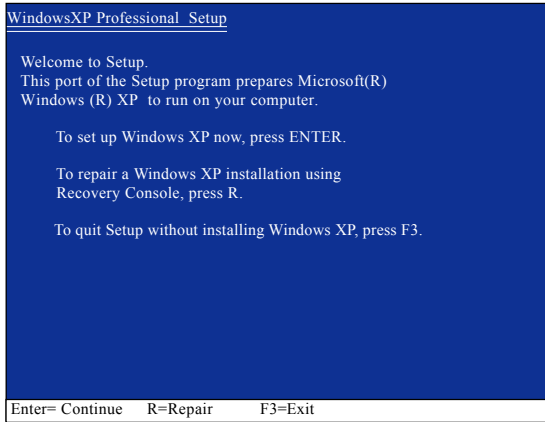 WindowsXP Professional Setup
Welcome to Setup.
This port of the Setup program prepares Microsoft(R)
Windows (R) XP to run on your computer.
To set up Windows XP now, press ENTER.
To repair a Windows XP installation using
Recovery Console, press R.
To quit Setup without installing Windows XP, press F3.
Enter= Continue R=Repair F3=Exit